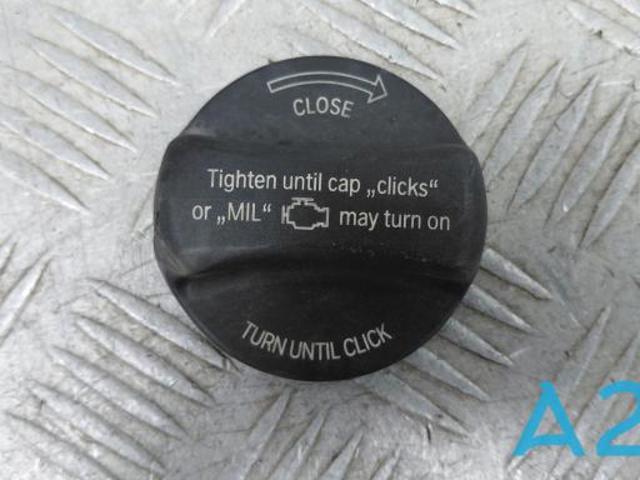 CLOSE
Tighten until cap „clicks“
or „MIL“ may turn on
TURN UNTIL CLICK
A2